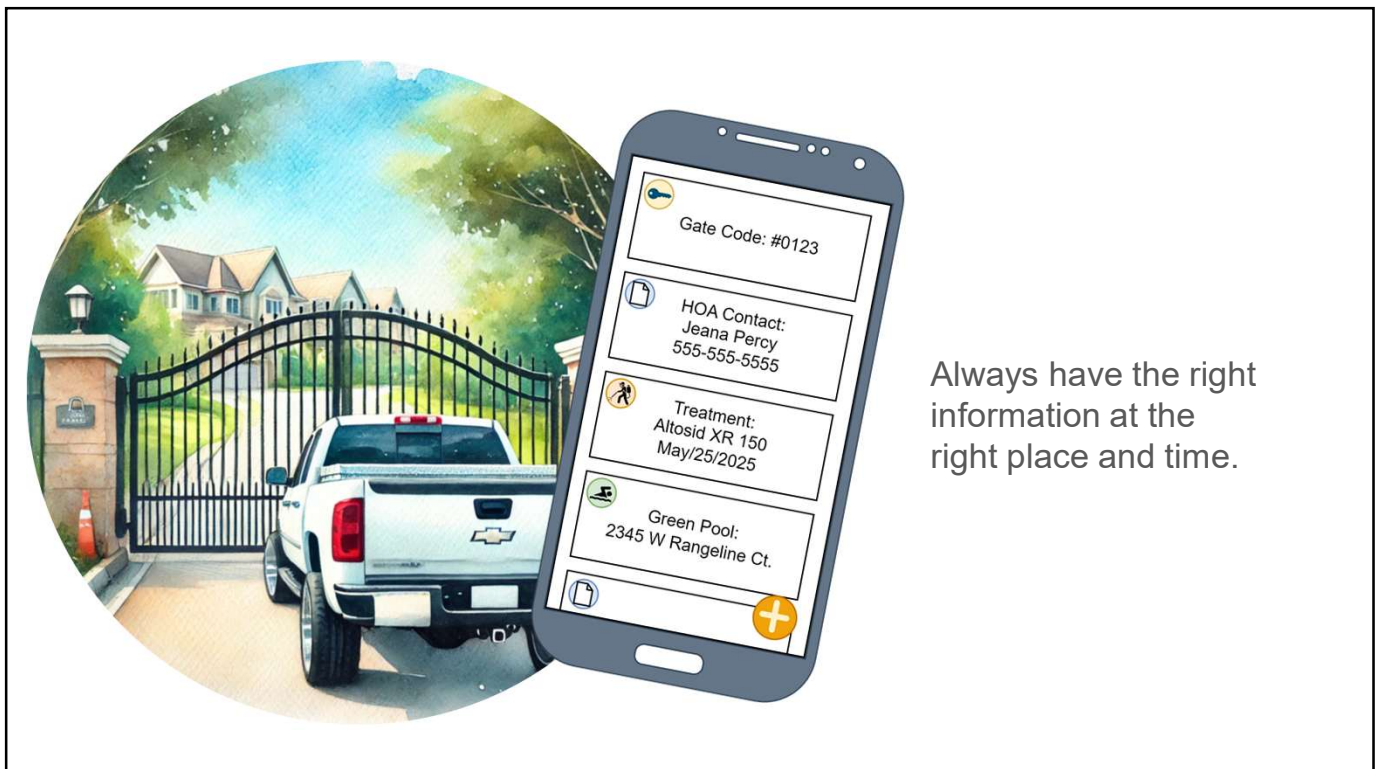 Gate Code: #0123
HOA Contact:
Jeana Percy
555-555-5555
Treatment:
Altosid XR 150
May/25/2025
Green Pool:
2345 W Rangeline Ct.
Always have the right
information at the
right place and time.